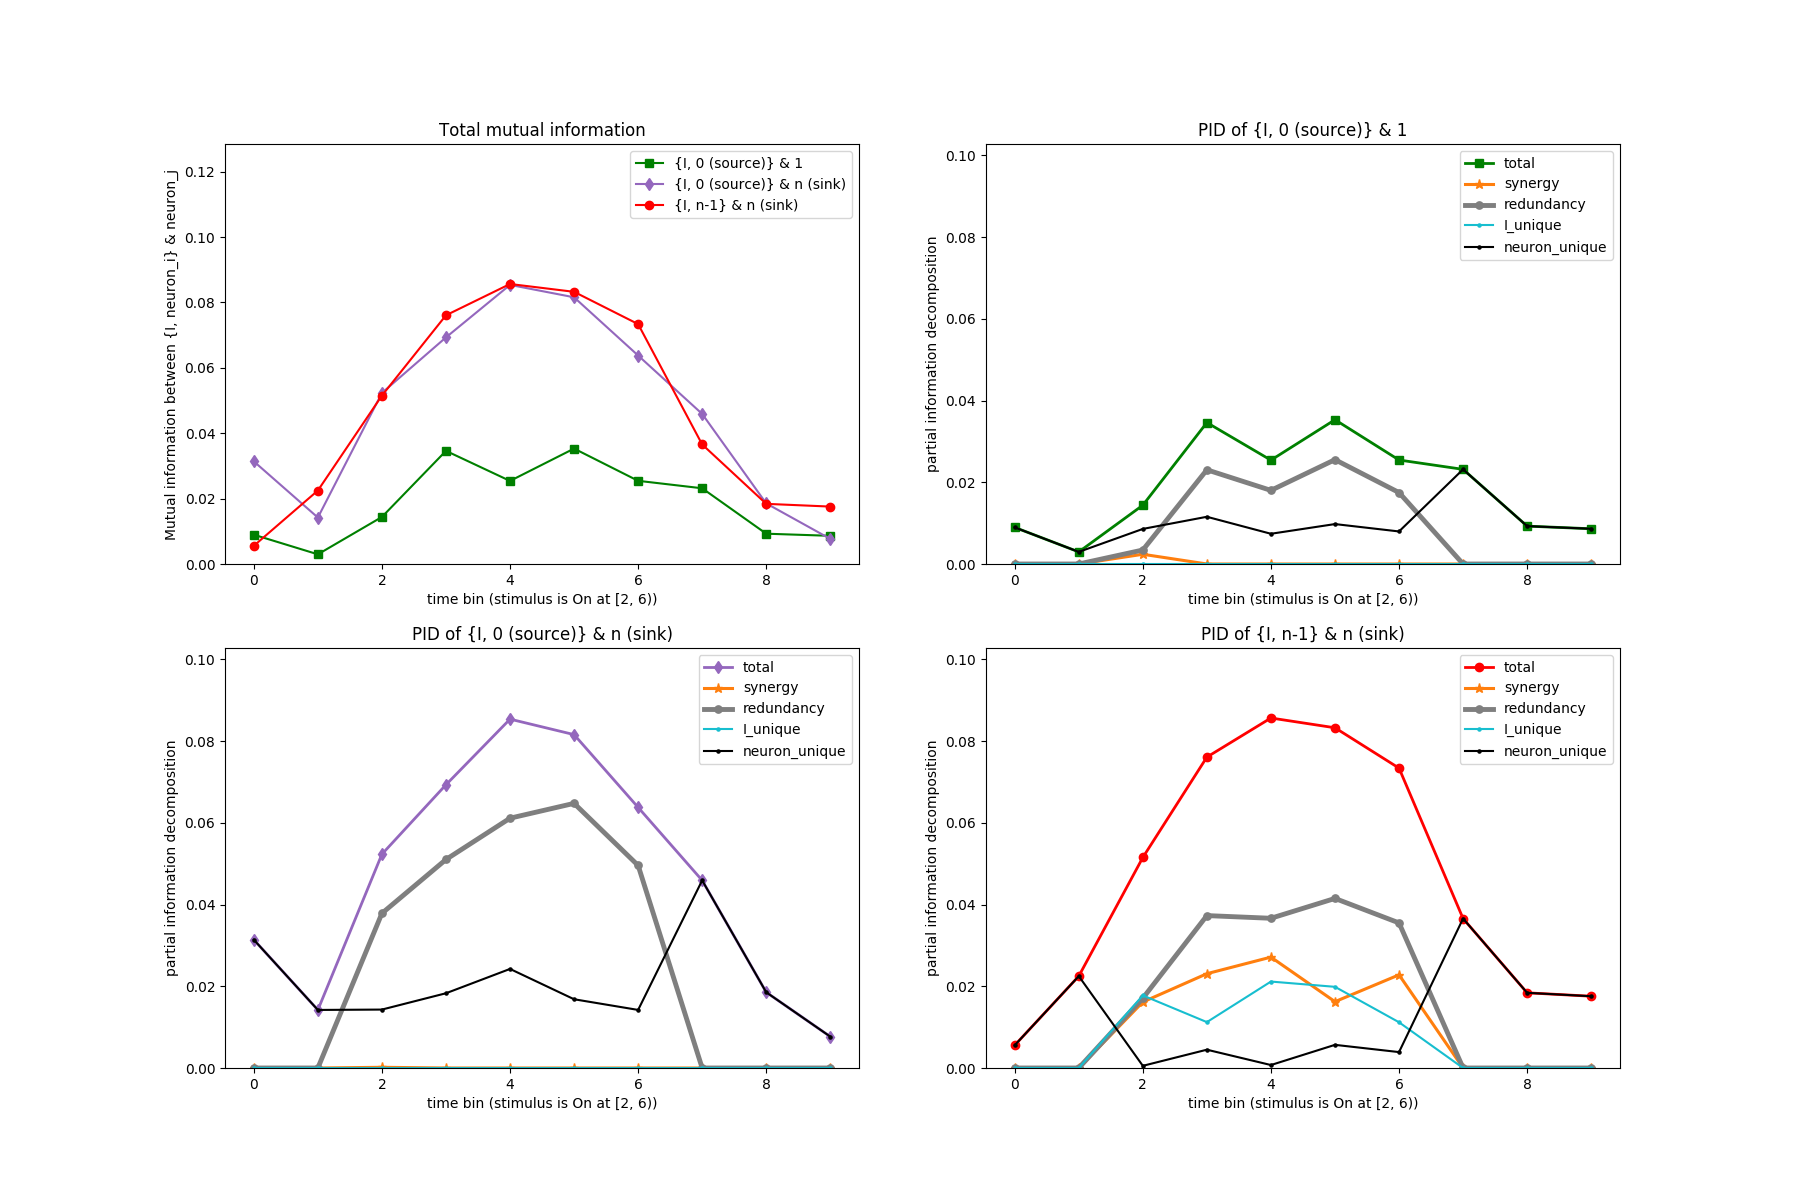 Total mutual information
Mutual information between {I, neuron_i} & neuron_j
0.12
0.10
0.08
0.06
0.04
0.02
0.00
{I, 0 (source)} & 1
{I, 0 (source)} & n (sink)
{I, n-1} & n (sink)
0 2 4 6 8
time bin (stimulus is On at [2, 6))
PID of {I, 0 (source)} & 1
partial information decomposition
0.10
0.08
0.06
0.04
0.02
0.00
total
synergy
redundancy
I_unique
neuron_unique
0 2 4 6 8
time bin (stimulus is On at [2, 6))
PID of {I, 0 (source)} & n (sink)
partial information decomposition
0.10
0.08
0.06
0.04
0.02
0.00
total
synergy
redundancy
I_unique
neuron_unique
0 2 4 6 8
time bin (stimulus is On at [2, 6))
PID of {I, n-1} & n (sink)
partial information decomposition
0.10
0.08
0.06
0.04
0.02
0.00
total
synergy
redundancy
I_unique
neuron_unique
0 2 4 6 8
time bin (stimulus is On at [2, 6))